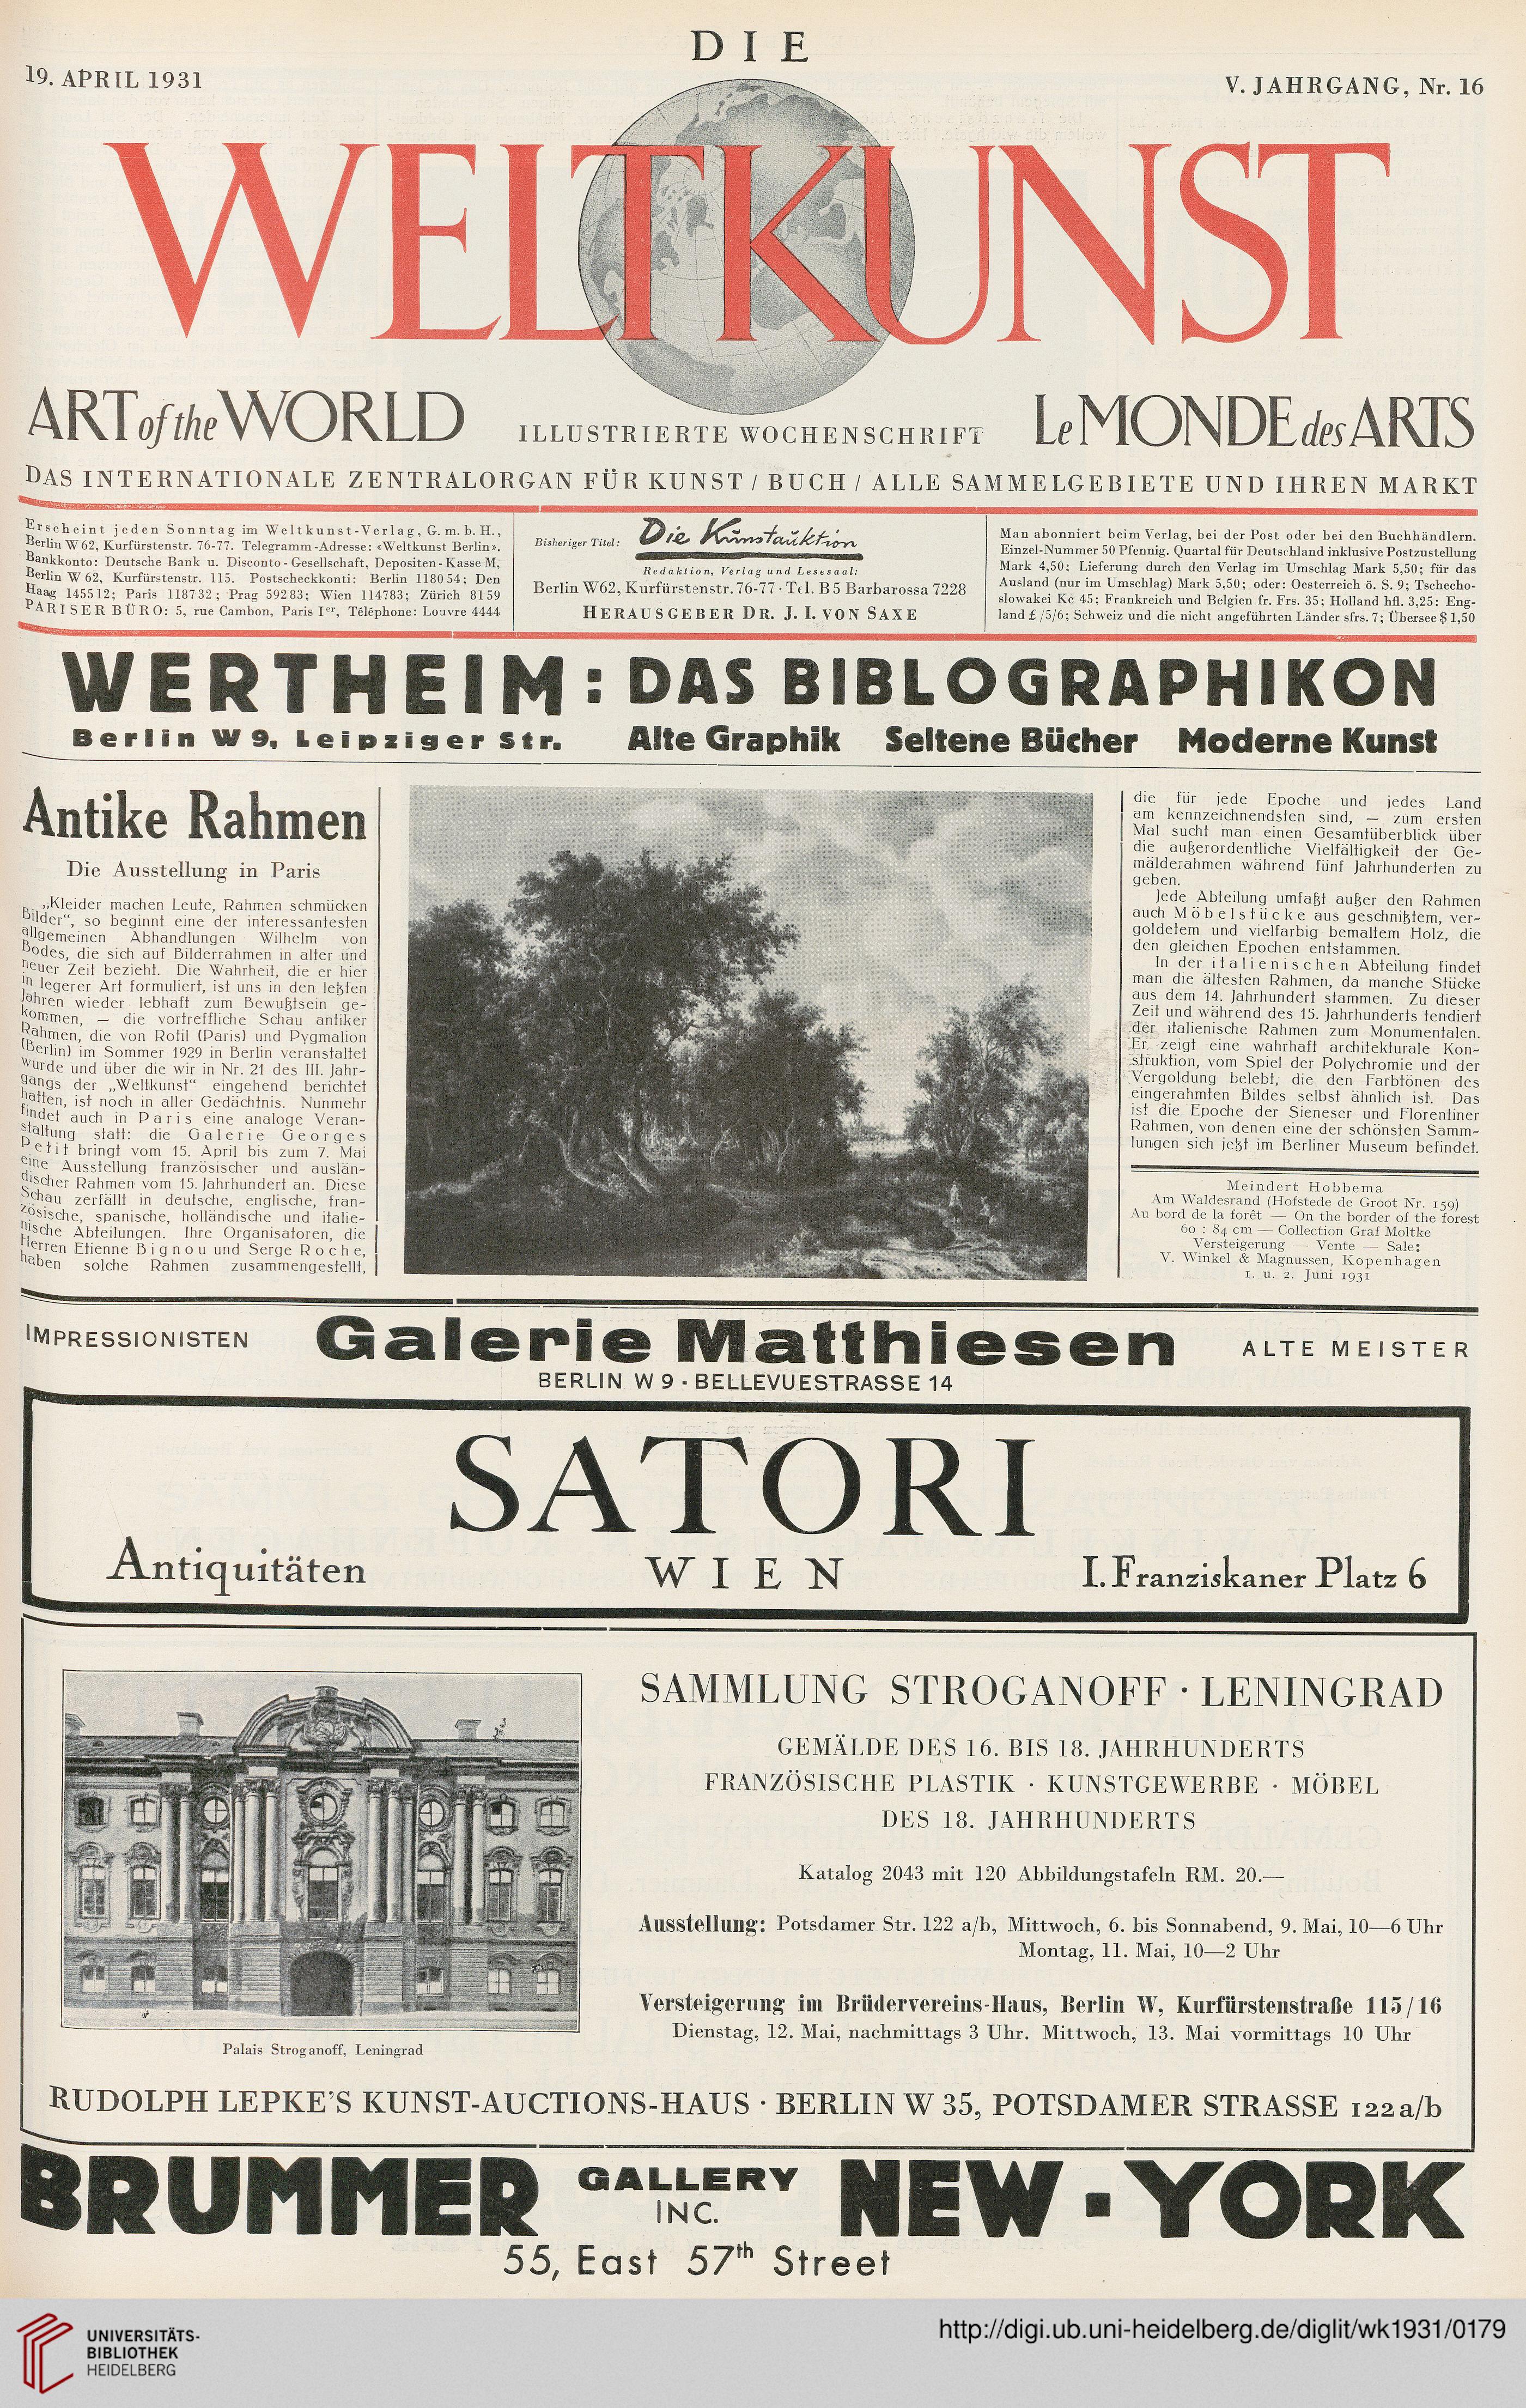 DIE
19. APRIL 1931
V. JAHRGANG, Nr. 16
WELTKUNST
ART of the WORLD
ILLUSTRIERTE WOCHENSCHRIFT
Le MONDE des ARTS
DAS INTERNATIONALE ZENTRALORGAN FÜR KUNST / BUCH / ALLE SAMMELGEBIETE UND IHREN MARKT
Erscheint jeden Sonntag im Weltkunst-Verlag, G. m. b. H.,
Berlin W 62, Kurfürstenstr. 76-77. Telegramm-Adresse: «Weltkunst Berlin».
Bankkonto: Deutsche Bank u. Disconto-Gesellschaft, Depositen-Kasse M,
Berlin W 62, Kurfürstenstr. 115. Postscheckkonti: Berlin 118054; Den
Haag 145512; Paris 118732; Prag 59283; Wien 114783; Zürich 8159
PARISER BÜRO: 5, rue Cambon, Paris Ier, Téléphone: Louvre 4444
Bisheriger Titel: Die Kunstauktion
Redaktion, Verlag und Lesesaal:
Berlin W62, Kurfürstenstr. 76-77 · Tel. B 5 Barbarossa 7228
HERAUSGEBER DR. J. I. VON SAXE
Man abonniert beim Verlag, bei der Post oder bei den Buchhändlern.
Einzel-Nummer 50 Pfennig. Quartal für Deutschland inklusive Postzustellung
Mark 4,50; Lieferung durch den Verlag im Umschlag Mark 5,50; für das
Ausland (nur im Umschlag) Mark 5,50; oder: Oesterreich ö. S. 9; Tschecho-
slowakei Kč 45; Frankreich und Belgien fr. Frs. 35; Holland hfl. 3,25; Eng-
land £ /5/6; Schweiz und die nicht angeführten Länder sfrs. 7; Übersee $ 1,50
WERTHEIM: DAS BIBLOGRAPHIKON
Berlin W 9, Leipziger Str. Alte Graphik Seltene Bücher Moderne Kunst
Antike Rahmen
Die Ausstellung in Paris
„Kleider machen Leute, Rahmen schmücken
Bilder“, so beginnt eine der interessantesten
allgemeinen Abhandlungen Wilhelm von
Bodes, die sich auf Bilderrahmen in alter und
neuer Zeit bezieht. Die Wahrheit, die er hier
in legerer Art formuliert, ist uns in den letzten
Jahren wieder lebhaft zum Bewußtsein ge-
kommen, — die vortreffliche Schau antiker
Rahmen, die von Rotil (Paris) und Pygmalion
(Berlin) im Sommer 1929 in Berlin veranstaltet
wurde und über die wir in Nr. 21 des III. Jahr-
gangs der „Weltkunst“ eingehend berichtet
hatten, ist noch in aller Gedächtnis. Nunmehr
findet auch in Paris eine analoge Veran-
staltung statt: die Galerie Georges
Petit bringt vom 15. April bis zum 7. Mai
eine Ausstellung französischer und auslän-
discher Rahmen vom 15. Jahrhundert an. Diese
Schau zerfällt in deutsche, englische, fran-
zösische, spanische, holländische und italie-
nische Abteilungen. Ihre Organisatoren, die
Herren Etienne Bignou und Serge Roche,
haben solche Rahmen zusammengestellt,
die für jede Epoche und jedes Land
am kennzeichnendsten sind, — zum ersten
Mal sucht man einen Gesamtüberblick über
die außerordentliche Vielfältigkeit der Ge-
mälderahmen während fünf Jahrhunderten zu
geben.
Jede Abteilung umfaßt außer den Rahmen
auch Möbelstücke aus geschnitztem, ver-
goldetem und vielfarbig bemaltem Holz, die
den gleichen Epochen entstammen.
In der italienischen Abteilung findet
man die ältesten Rahmen, da manche Stücke
aus dem 14. Jahrhundert stammen. Zu dieser
Zeit und während des 15. Jahrhunderts tendiert
der italienische Rahmen zum Monumentalen.
Er zeigt eine wahrhaft architekturale Kon-
struktion, vom Spiel der Polychromie und der
Vergoldung belebt, die den Farbtönen des
eingerahmten Bildes selbst ähnlich ist. Das
ist die Epoche der Sieneser und Florentiner
Rahmen, von denen eine der schönsten Samm-
lungen sich jetzt im Berliner Museum befindet.
Meindert Hobbema
Am Waldesrand (Hofstede de Groot Nr. 159)
Au bord de la forêt — On the border of the forest
60 : 84 cm — Collection Graf Moltke
Versteigerung — Vente — Sale:
V. Winkel & Magnussen, Kopenhagen
1. u. 2. Juni 1931
IMPRESSIONISTEN Galerie Matthiesen ALTE MEISTER
BERLIN W 9 - BELLEVUESTRASSE 14
SATORI
Antiquitäten WIEN I. Franziskaner Platz 6
Palais Stroganoff, Leningrad
SAMMLUNG STROGANOFF · LENINGRAD
GEMÄLDE DES 16. BIS 18. JAHRHUNDERTS
FRANZÖSISCHE PLASTIK · KUNSTGEWERBE · MÖBEL
DES 18. JAHRHUNDERTS
Katalog 2043 mit 120 Abbildungstafeln RM. 20.—
Ausstellung: Potsdamer Str. 122 a/b, Mittwoch, 6. bis Sonnabend, 9. Mai, 10—6 Uhr
Montag, 11. Mai, 10—2 Uhr
Versteigerung im Brüdervereins-Haus, Berlin W, Kurfürstenstraße 115/16
Dienstag, 12. Mai, nachmittags 3 Uhr. Mittwoch, 13. Mai vormittags 10 Uhr
RUDOLPH LEPKE'S KUNST-AUCTIONS-HAUS · BERLIN W 35, POTSDAMER STRASSE 122a/b
BRUMMER GALLERY INC. NEW-YORK
55, East 57th Street
UNIVERSITÄTS-
BIBLIOTHEK
HEIDELBERG
http://digi.ub.uni-heidelberg.de/diglit/wk1931/0179